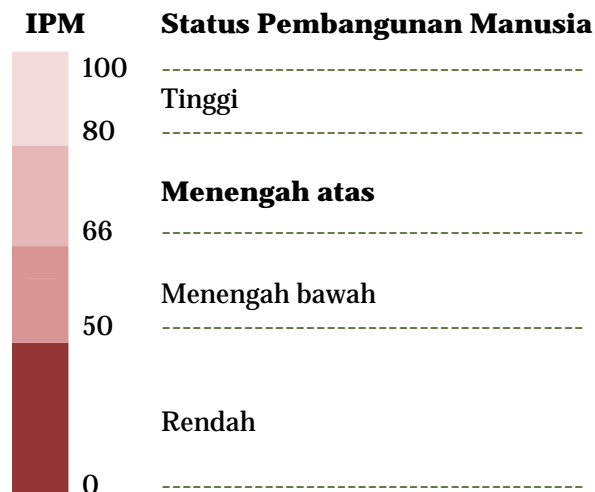 IPM Status Pembangunan Manusia
100 ------------------------------------------
Tinggi
80 ------------------------------------------
Menengah atas
66 ------------------------------------------
Menengah bawah
50 ------------------------------------------
Rendah
0 ------------------------------------------